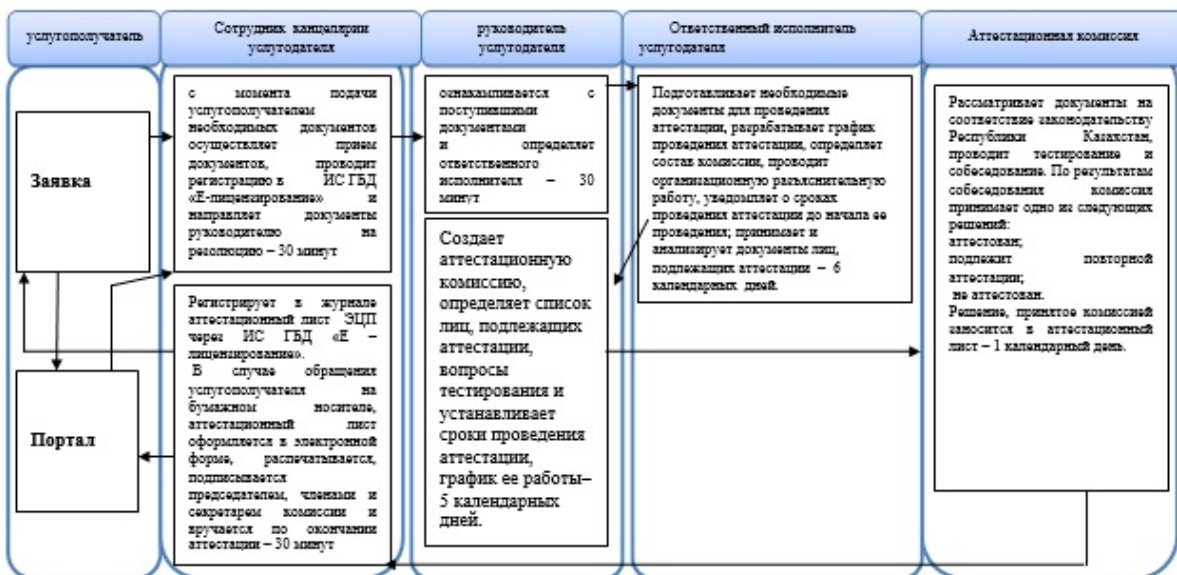 услугополучатель
Сотрудник канцелярии
услугодателя
руководитель
услугодателя
Ответственный исполнитель
услугодателя
Аттестационная комиссия
Заявка
Портал
с момента подачи
услугополучателем
необходимых документов
осуществляет прием
документов, проводит
регистрацию в ИС ГБД
«Е-лицензирование» и
направляет документы
руководителю на
резолюцию – 30 минут
Регистрирует в журнале
аттестационный лист ЭЦП
через ИС ГБД «Е –
лицензирование».
В случае обращения
услугополучателя на
бумажном носителе,
аттестационный лист
оформляется в электронной
форме, распечатывается,
подписывается
председателем, членами и
секретарем комиссии и
вручается по окончании
аттестации – 30 минут
ознакамливается с
поступившими
документами
и определяет
ответственного
исполнителя – 30
минут
Создает
аттестационную
комиссию,
определяет список
лиц, подлежащих
аттестации,
вопросы
тестирования и
устанавливает
сроки проведения
аттестации,
график ее работы–
5 календарных
дней.
Подготавливает необходимые
документы для проведения
аттестации, разрабатывает график
проведения аттестации, определяет
состав комиссии, проводит
организационную разъяснительную
работу, уведомляет о сроках
проведения аттестации до начала ее
проведения; принимает и
анализирует документы лиц,
подлежащих аттестации – 6
календарных дней.
Рассматривает документы на
соответствие законодательству
Республики Казахстан,
проводит тестирование и
собеседование. По результатам
собеседования комиссия
принимает одно из следующих
решений:
аттестован;
подлежит повторной
аттестации;
не аттестован.
Решение, принятое комиссией
заносится в аттестационный
лист – 1 календарный день.